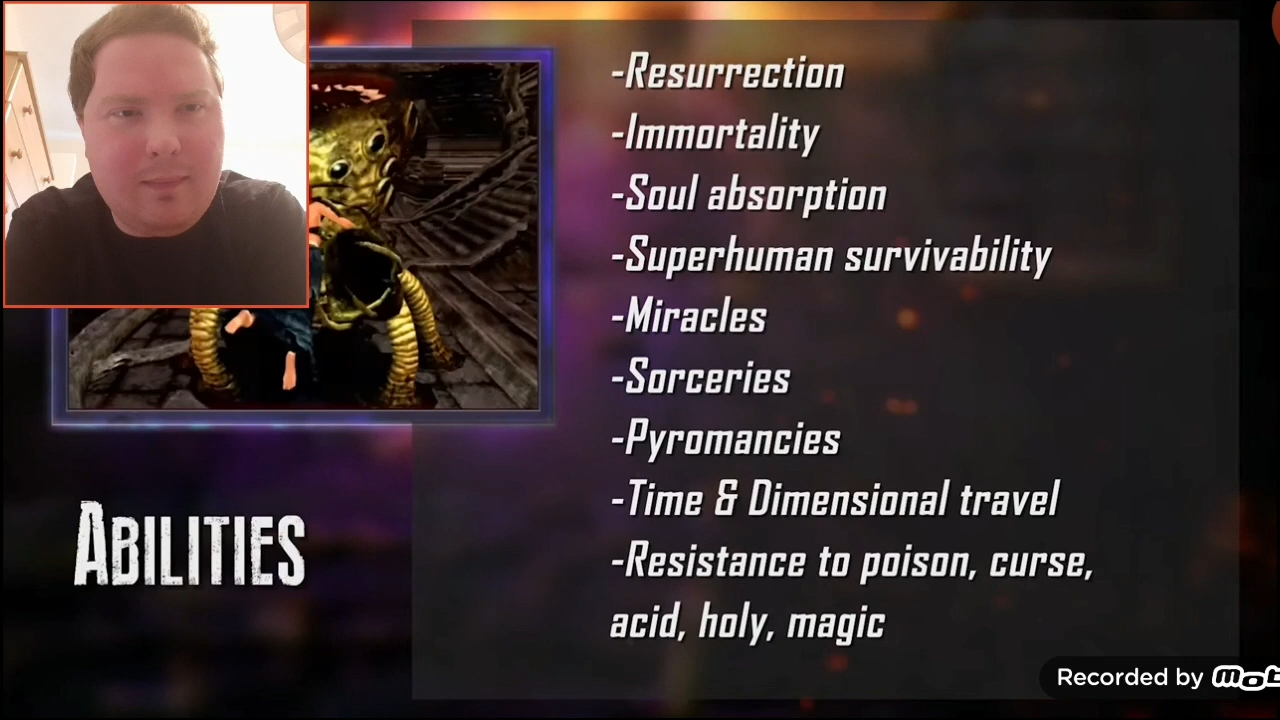 -Resurrection
-Immortality
-Soul absorption
-Superhuman survivability
-Miracles
-Sorceries
-Pyromancies
-Time & Dimensional travel
-Resistance to poison, curse,
acid, holy, magic
Abilities
Recorded by